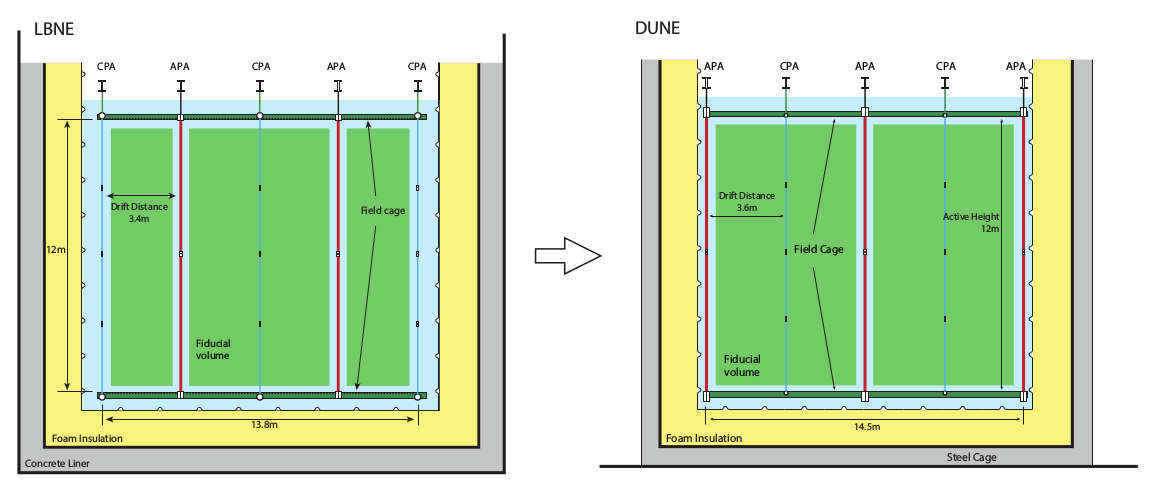 LBNE
CPA APA CPA APA CPA
Drift Distance
3.4m
Field cage
12m
Fiducial
volume
13.8m
Foam Insulation
Concrete Liner
DUNE
APA CPA APA CPA APA
Drift Distance
3.6m
Active Height
12m
Field Cage
Fiducial
volume
14.5m
Foam Insulation
Steel Cage